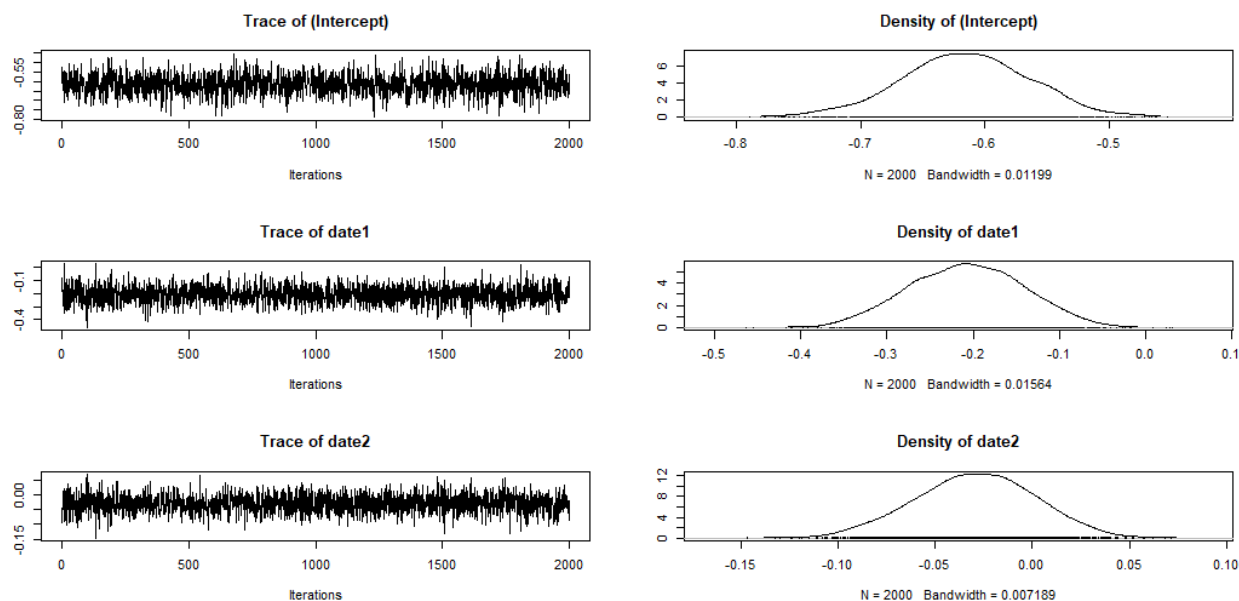 Trace of (Intercept)
-0.55
-0.80
0 500 1000 1500 2000
Iterations
Density of (Intercept)
6
4
2
0
-0.8 -0.7 -0.6 -0.5
N = 2000 Bandwidth = 0.01199
Trace of date1
-0.1
-0.4
0 500 1000 1500 2000
Iterations
Density of date1
4
2
0
-0.5 -0.4 -0.3 -0.2 -0.1 0.0 0.1
N = 2000 Bandwidth = 0.01564
Trace of date2
0.00
-0.15
0 500 1000 1500 2000
Iterations
Density of date2
12
8
4
0
-0.15 -0.10 -0.05 0.00 0.05 0.10
N = 2000 Bandwidth = 0.007189